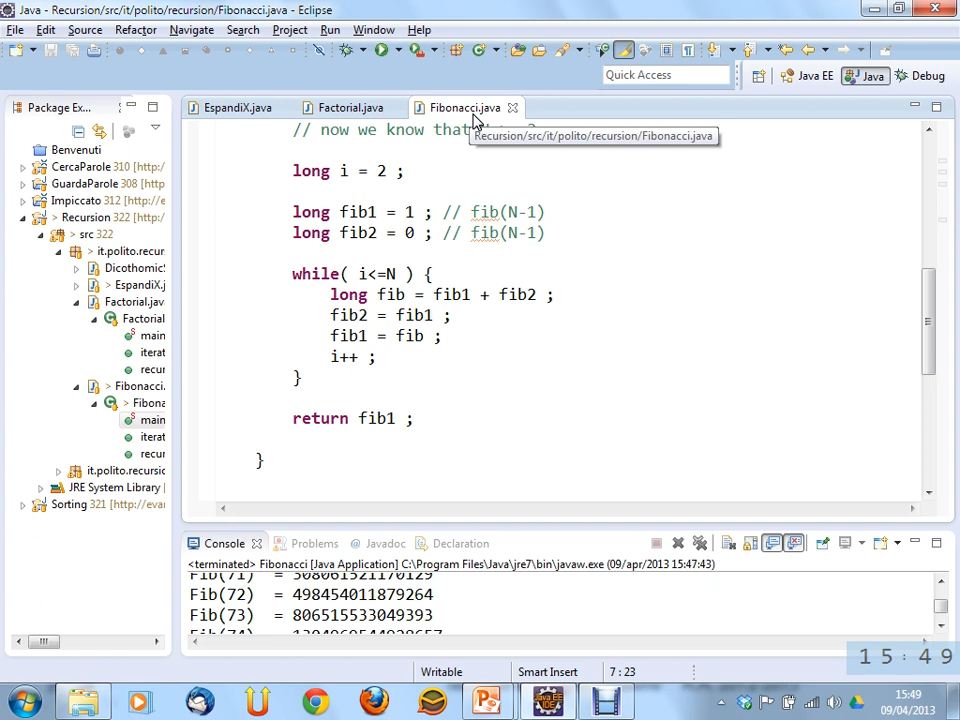 Java - Recursion/src/it/polito/recursion/Fibonacci.java - Eclipse
File Edit Source Refactor Navigate Search Project Run Window Help
Quick Access
Java EE Java Debug
Package Ex...
EspandiX.java Factorial.java Fibonacci.java
Recursion/src/it/polito/recursion/Fibonacci.java
Benvenuti
CercaParole 310 [http:/
GuardaParole 308 [http:
Impiccato 312 [http:/
> Recursion 322 [http:/
> src 322
> it.polito.recur
DicothomicS
> EspandiX.j
Factorial.java
Factorial
main
iterat
recur
> Fibonacci.
> Fibona
main
iterat
recur
it.polito.recursic
JRE System Library [
Sorting 321 [http://evar
// now we know that
long i = 2 ;
long fib1 = 1 ; // fib(N-1)
long fib2 = 0 ; // fib(N-1)
while( i<=N ) {
long fib = fib1 + fib2 ;
fib2 = fib1 ;
fib1 = fib ;
i++ ;
}
return fib1 ;
}
Console Problems @ Javadoc Declaration
<terminated> Fibonacci [Java Application] C:\Program Files\Java\jre7\bin\javaw.exe (09/apr/2013 15:47:43)
Fib(71) = 308061521170129
Fib(72) = 498454011879264
Fib(73) = 806515533049393
Fib(74) = 1304969544928657
15:49
Writable Smart Insert 7 : 23
15:49
09/04/2013